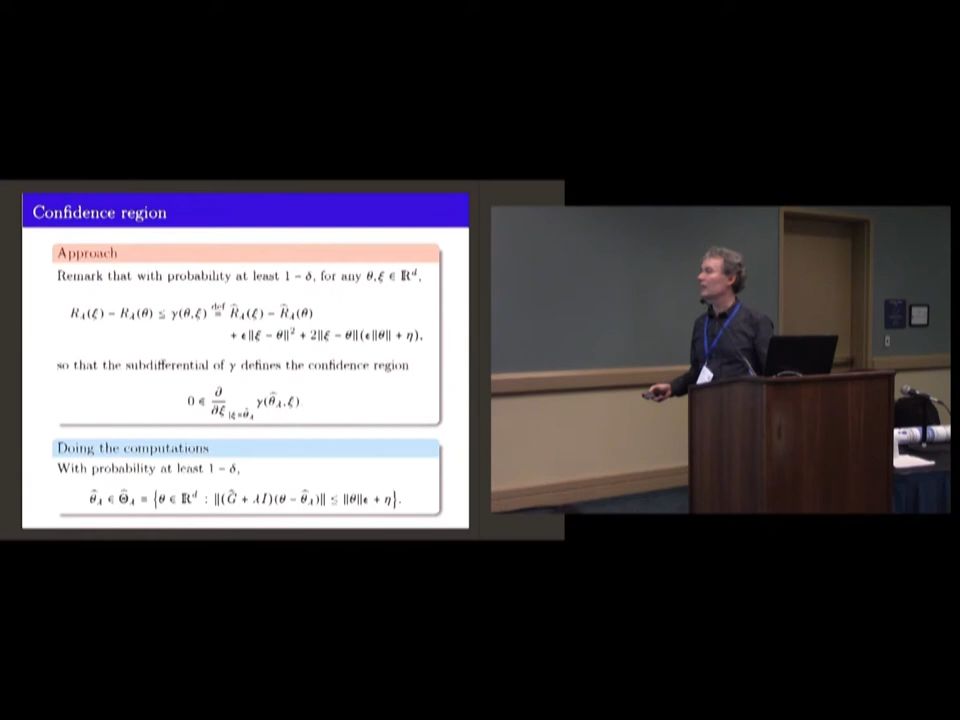 Confidence region
Approach
Remark that with probability at least 1 − δ, for any θ,ξ ∈ ℝᵈ,
R_λ(ξ) − R_λ(θ) ≤ γ(θ,ξ) ≝ R̂_λ(ξ) − R̂_λ(θ)
+ ϵ‖ξ − θ‖² + 2‖ξ − θ‖(ϵ‖θ‖ + η),
so that the subdifferential of γ defines the confidence region
0 ∈ ∂/∂ξ |ξ=θ̂_λ γ(θ̂_λ,ξ).
Doing the computations
With probability at least 1 − δ,
θ̂_λ ∈ Θ̂_λ = {θ ∈ ℝᵈ : ‖(Ĝ + λI)(θ − θ̂_λ)‖ ≤ ‖θ‖ϵ + η}.